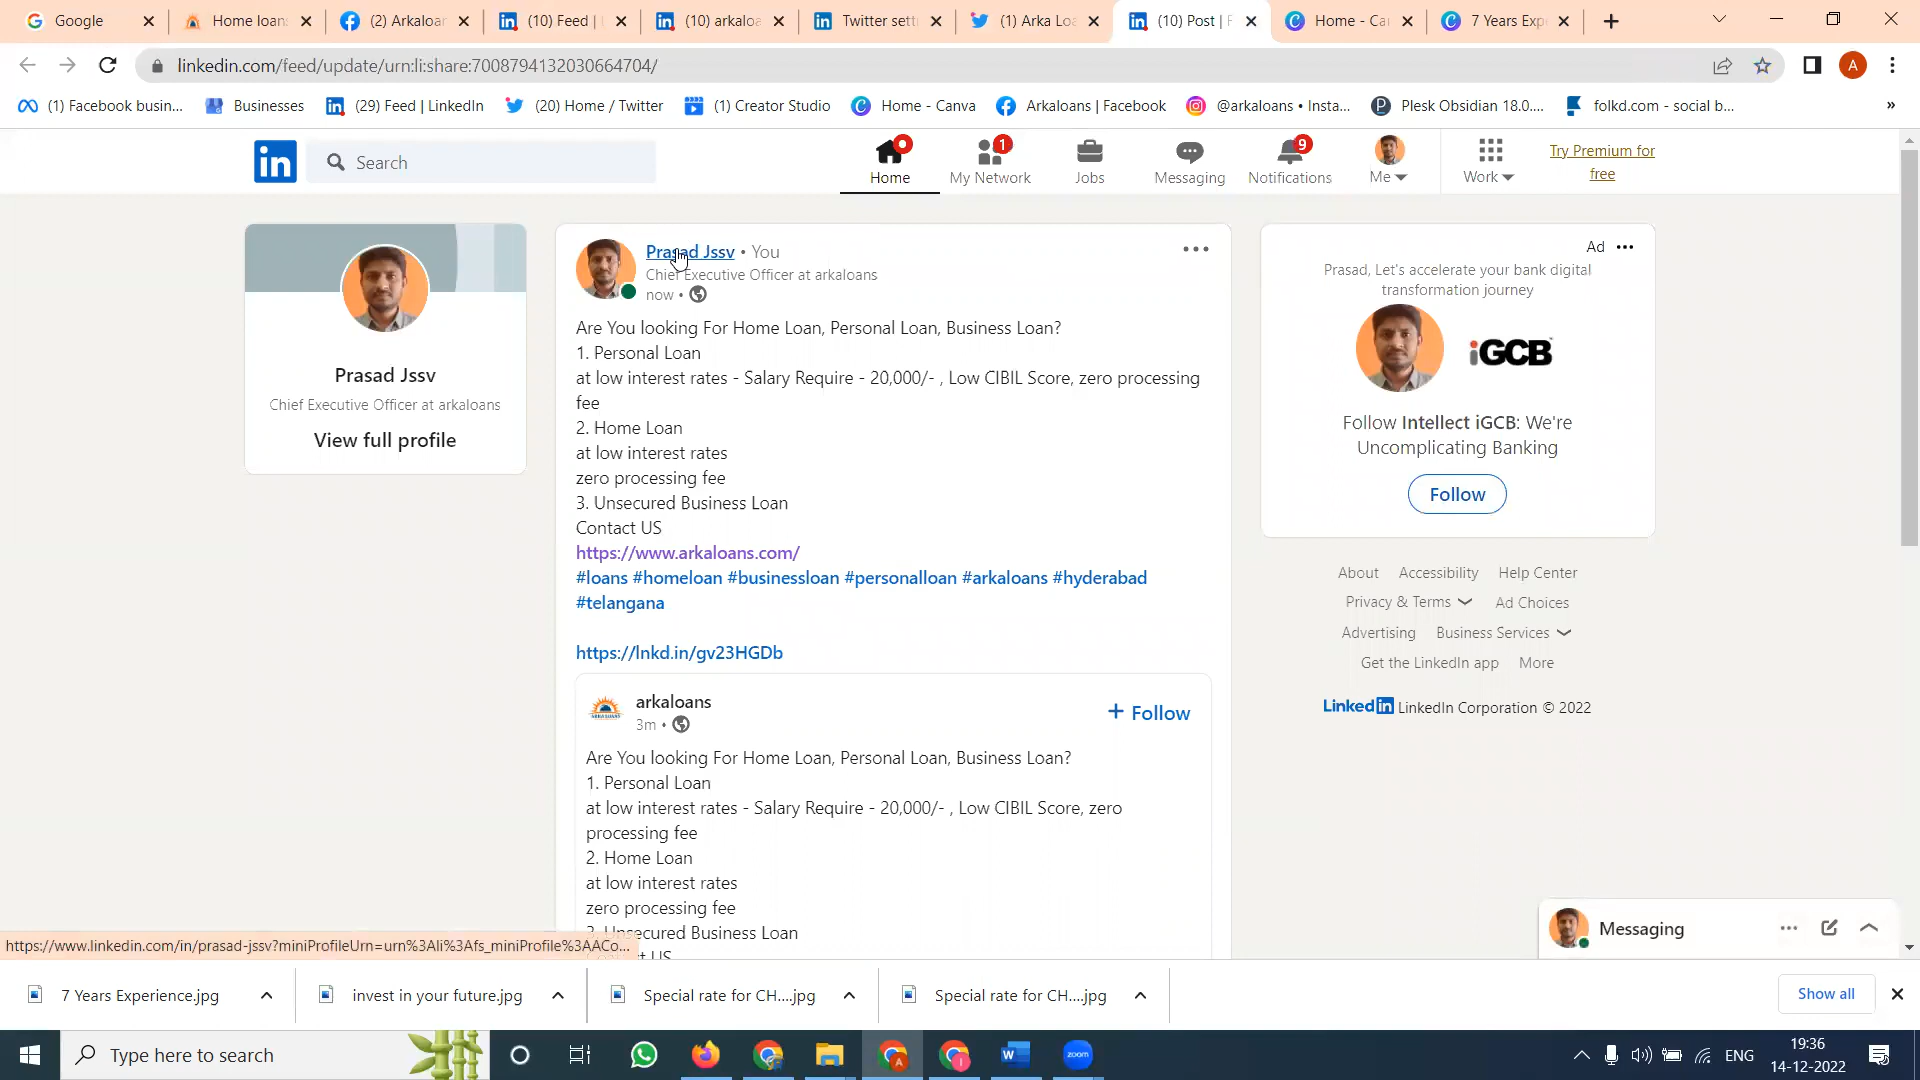 Google
Home loans
(2) Arkaloan
(10) Feed | L
(10) arkaloa
Twitter sett
(1) Arka Loa
(10) Post | F
Home - Can
7 Years Expe
linkedin.com/feed/update/urn:li:share:7008794132030664704/
A
(1) Facebook busin...
Businesses
(29) Feed | LinkedIn
(20) Home / Twitter
(1) Creator Studio
Home - Canva
Arkaloans | Facebook
@arkaloans • Insta...
Plesk Obsidian 18.0....
folkd.com - social b...
»
in
Search
Home
1
My Network
Jobs
Messaging
9
Notifications
Me
Work
Try Premium for
free
Prasad Jssv
Chief Executive Officer at arkaloans
View full profile
Prasad Jssv • You
Chief Executive Officer at arkaloans
now •
Are You looking For Home Loan, Personal Loan, Business Loan?
1. Personal Loan
at low interest rates - Salary Require - 20,000/- , Low CIBIL Score, zero processing
fee
2. Home Loan
at low interest rates
zero processing fee
3. Unsecured Business Loan
Contact US
https://www.arkaloans.com/
#loans #homeloan #businessloan #personalloan #arkaloans #hyderabad
#telangana
https://lnkd.in/gv23HGDb
arkaloans
3m •
+ Follow
Are You looking For Home Loan, Personal Loan, Business Loan?
1. Personal Loan
at low interest rates - Salary Require - 20,000/- , Low CIBIL Score, zero
processing fee
2. Home Loan
at low interest rates
zero processing fee
3. Unsecured Business Loan
Contact US
Ad
Prasad, Let's accelerate your bank digital
transformation journey
iGCB
Follow Intellect iGCB: We're
Uncomplicating Banking
Follow
About Accessibility Help Center
Privacy & Terms Ad Choices
Advertising Business Services
Get the LinkedIn app More
LinkedIn LinkedIn Corporation © 2022
Messaging
https://www.linkedin.com/in/prasad-jssv?miniProfileUrn=urn%3Ali%3Afs_miniProfile%3AACo...
7 Years Experience.jpg
invest in your future.jpg
Special rate for CH....jpg
Special rate for CH....jpg
Show all
Type here to search
zoom
ENG
19:36
14-12-2022